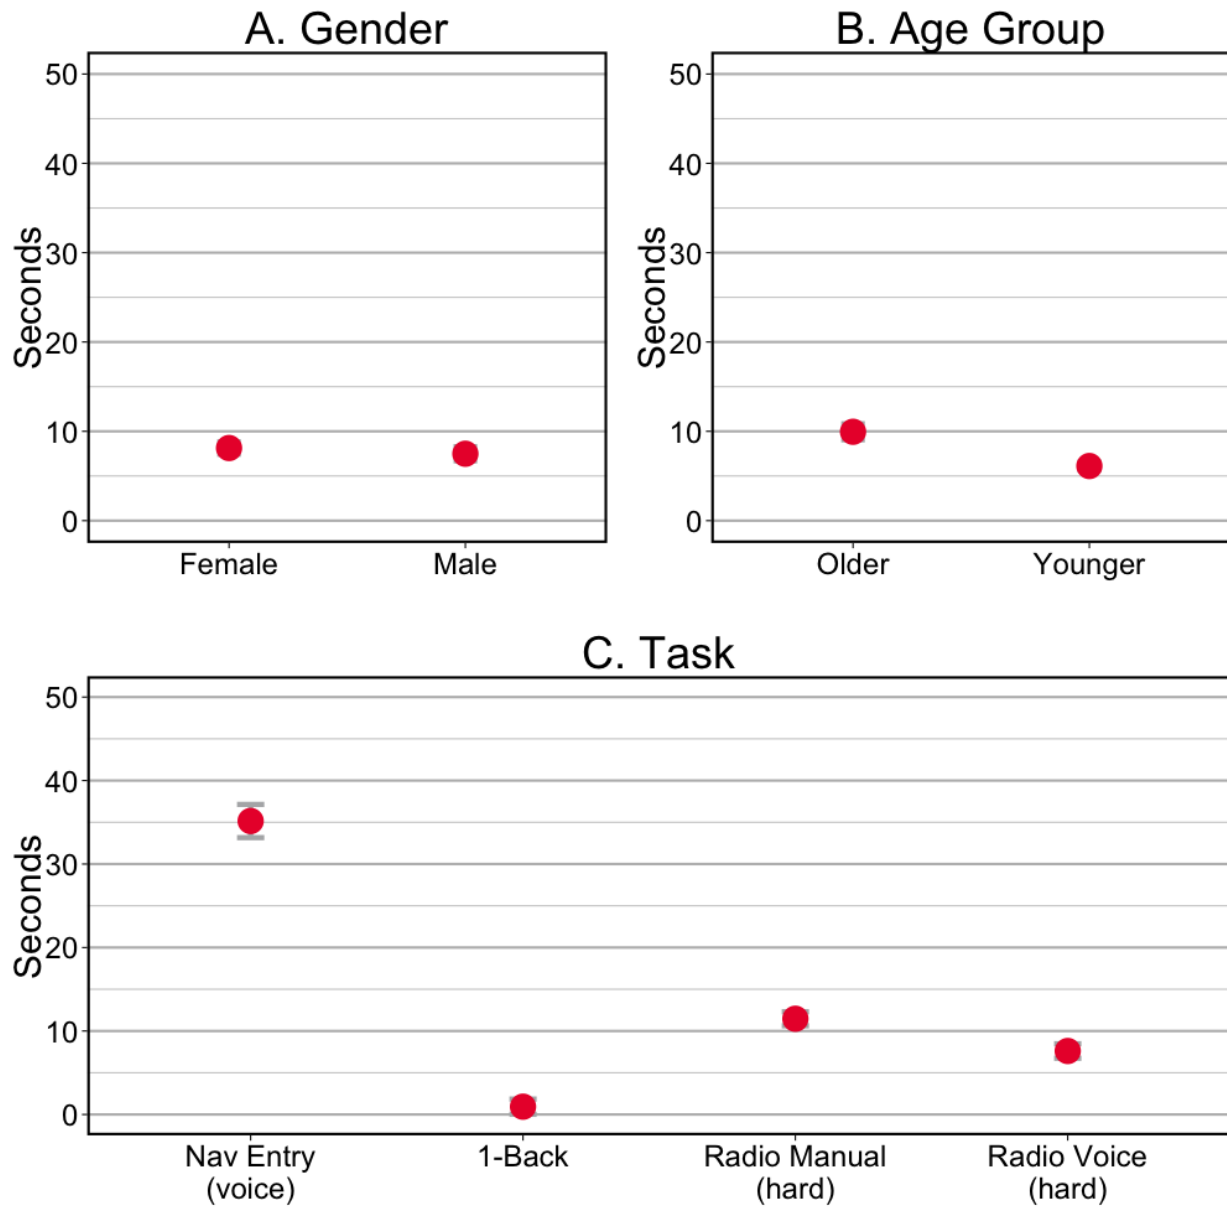 A. Gender
B. Age Group
50
40
30
20
10
0
Seconds
Female
Male
50
40
30
20
10
0
Seconds
Older
Younger
C. Task
50
40
30
20
10
0
Seconds
Nav Entry
(voice)
1-Back
Radio Manual
(hard)
Radio Voice
(hard)